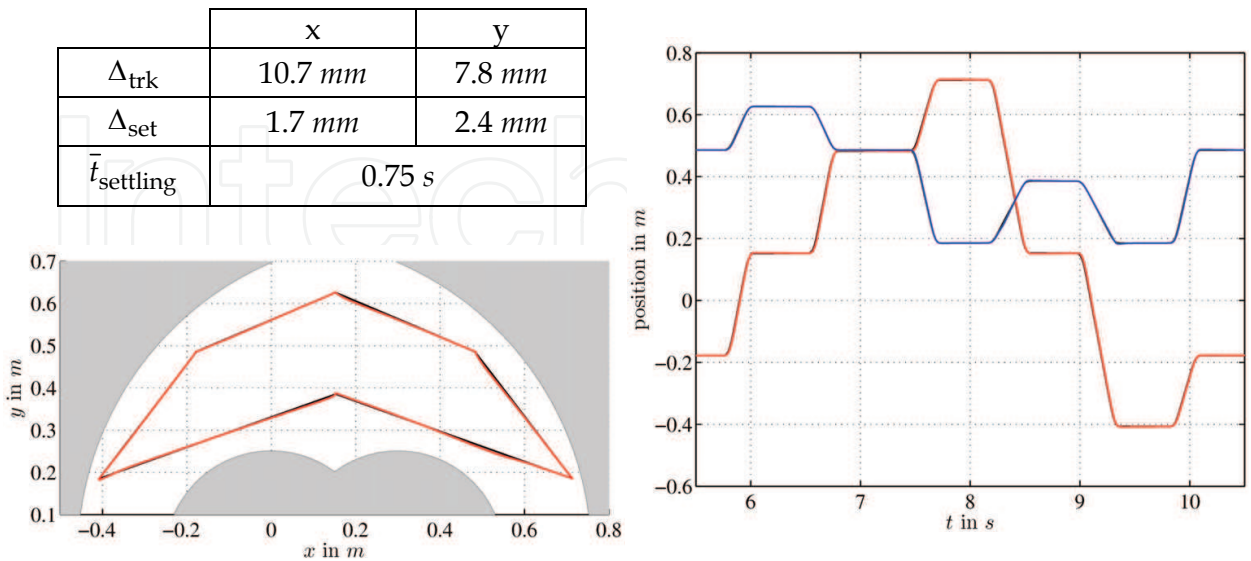 x y
Δtrk 10.7 mm 7.8 mm
Δset 1.7 mm 2.4 mm
t̄settling 0.75 s
Intech
0.7
0.6
0.5
0.4
0.3
0.2
0.1
y in m
−0.4 −0.2 0 0.2 0.4 0.6 0.8
x in m
0.8
0.6
0.4
0.2
0
−0.2
−0.4
−0.6
position in m
6 7 8 9 10
t in s